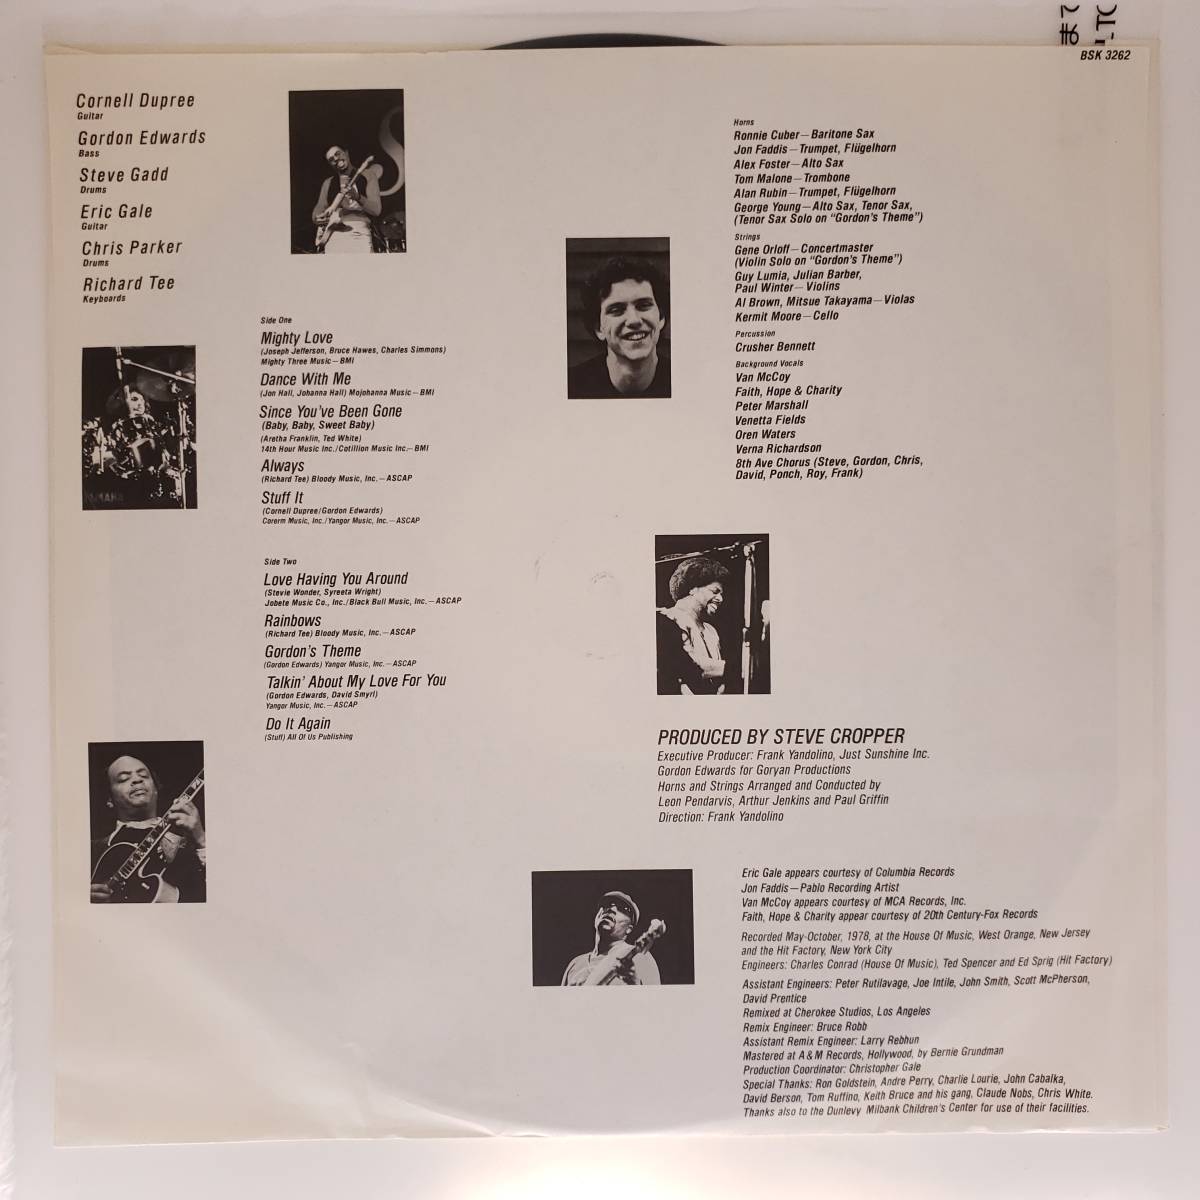 BSK 3262
Cornell Dupree
Guitar
Gordon Edwards
Bass
Steve Gadd
Drums
Eric Gale
Guitar
Chris Parker
Drums
Richard Tee
Keyboards
Side One
Mighty Love
(Joseph Jefferson, Bruce Hawes, Charles Simmons)
Mighty Three Music—BMI
Dance With Me
(Jon Hall, Johanna Hall) Mojohanna Music—BMI
Since You've Been Gone
(Baby, Baby, Sweet Baby)
(Aretha Franklin, Ted White)
14th Hour Music Inc./Cotillion Music Inc.—BMI
Always
(Richard Tee) Bloody Music, Inc.—ASCAP
Stuff It
(Cornell Dupree/Gordon Edwards)
Corerm Music, Inc./Yangor Music, Inc.—ASCAP
Side Two
Love Having You Around
(Stevie Wonder, Syreeta Wright)
Jobete Music Co., Inc./Black Bull Music, Inc.—ASCAP
Rainbows
(Richard Tee) Bloody Music, Inc.—ASCAP
Gordon's Theme
(Gordon Edwards) Yangor Music, Inc.—ASCAP
Talkin' About My Love For You
(Gordon Edwards, David Smyrl)
Yangor Music, Inc.—ASCAP
Do It Again
(Stuff) All Of Us Publishing
Horns
Ronnie Cuber—Baritone Sax
Jon Faddis—Trumpet, Flügelhorn
Alex Foster—Alto Sax
Tom Malone—Trombone
Alan Rubin—Trumpet, Flügelhorn
George Young—Alto Sax, Tenor Sax,
(Tenor Sax Solo on "Gordon's Theme")
Strings
Gene Orloff—Concertmaster
(Violin Solo on "Gordon's Theme")
Guy Lumia, Julian Barber,
Paul Winter—Violins
Al Brown, Mitsue Takayama—Violas
Kermit Moore—Cello
Percussion
Crusher Bennett
Background Vocals
Van McCoy
Faith, Hope & Charity
Peter Marshall
Venetta Fields
Oren Waters
Verna Richardson
8th Ave Chorus (Steve, Gordon, Chris,
David, Ponch, Roy, Frank)
YAMAHA
PRODUCED BY STEVE CROPPER
Executive Producer: Frank Yandolino, Just Sunshine Inc.
Gordon Edwards for Goryan Productions
Horns and Strings Arranged and Conducted by
Leon Pendarvis, Arthur Jenkins and Paul Griffin
Direction: Frank Yandolino
Eric Gale appears courtesy of Columbia Records
Jon Faddis—Pablo Recording Artist
Van McCoy appears courtesy of MCA Records, Inc.
Faith, Hope & Charity appear courtesy of 20th Century-Fox Records
Recorded May-October, 1978, at the House Of Music, West Orange, New Jersey
and the Hit Factory, New York City
Engineers: Charles Conrad (House Of Music), Ted Spencer and Ed Sprig (Hit Factory)
Assistant Engineers: Peter Rutilavage, Joe Intile, John Smith, Scott McPherson,
David Prentice
Remixed at Cherokee Studios, Los Angeles
Remix Engineer: Bruce Robb
Assistant Remix Engineer: Larry Rebhun
Mastered at A&M Records, Hollywood, by Bernie Grundman
Production Coordinator: Christopher Gale
Special Thanks: Ron Goldstein, Andre Perry, Charlie Lourie, John Cabalka,
David Berson, Tom Ruffino, Keith Bruce and his gang, Claude Nobs, Chris White.
Thanks also to the Dunlevy Milbank Children's Center for use of their facilities.